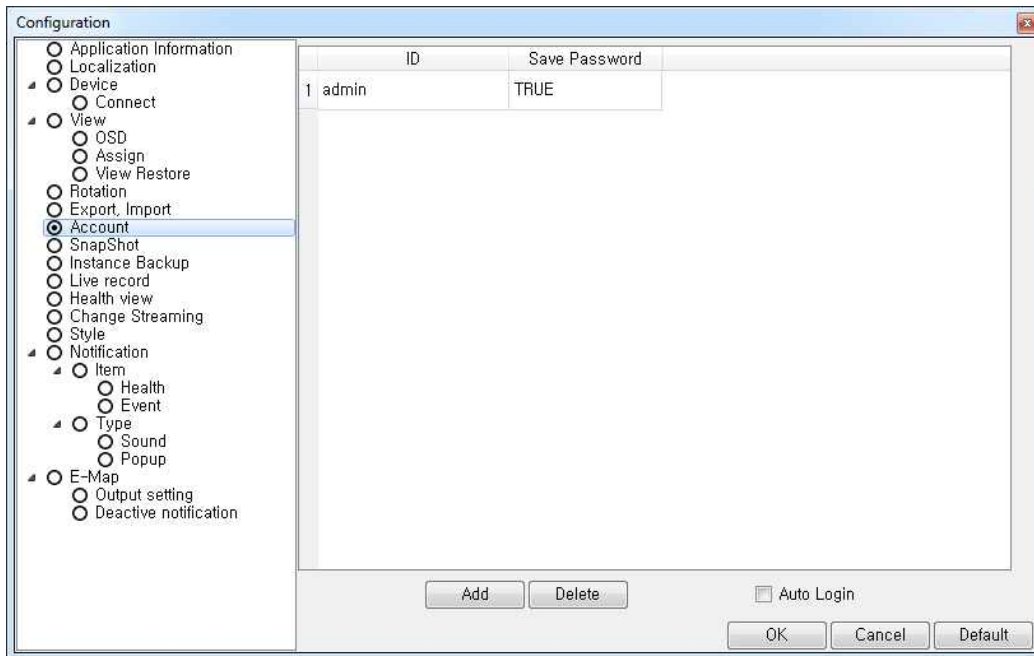 Configuration
Application Information
Localization
Device
Connect
View
OSD
Assign
View Restore
Rotation
Export, Import
Account
SnapShot
Instance Backup
Live record
Health view
Change Streaming
Style
Notification
Item
Health
Event
Type
Sound
Popup
E-Map
Output setting
Deactive notification
ID Save Password
1 admin TRUE
Add Delete Auto Login
OK Cancel Default